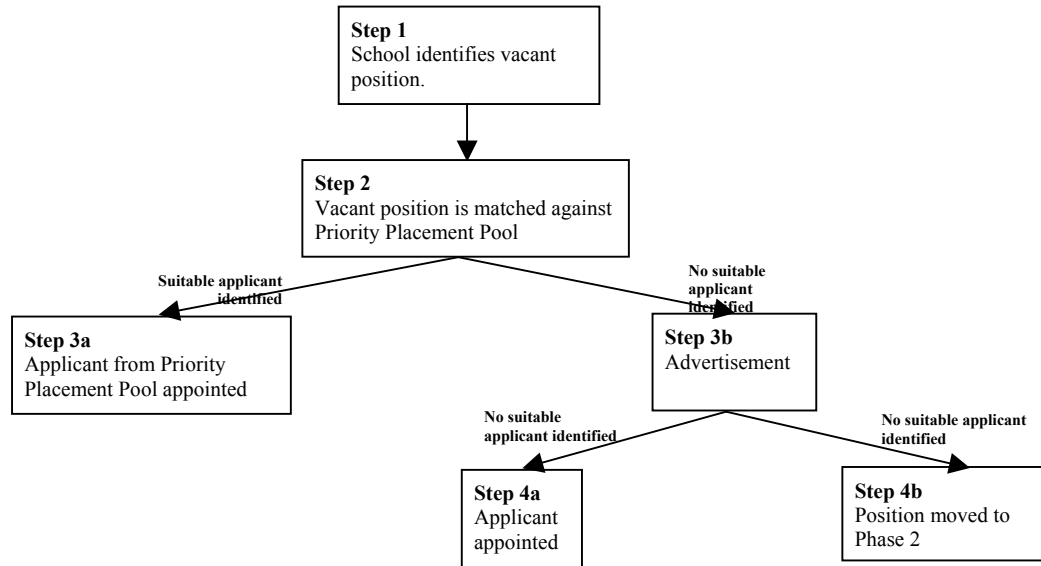 Step 1
School identifies vacant
position.
Step 2
Vacant position is matched against
Priority Placement Pool
Suitable applicant
identified
No suitable
applicant
identified
Step 3a
Applicant from Priority
Placement Pool appointed
Step 3b
Advertisement
No suitable
applicant identified
No suitable applicant
identified
Step 4a
Applicant
appointed
Step 4b
Position moved to
Phase 2